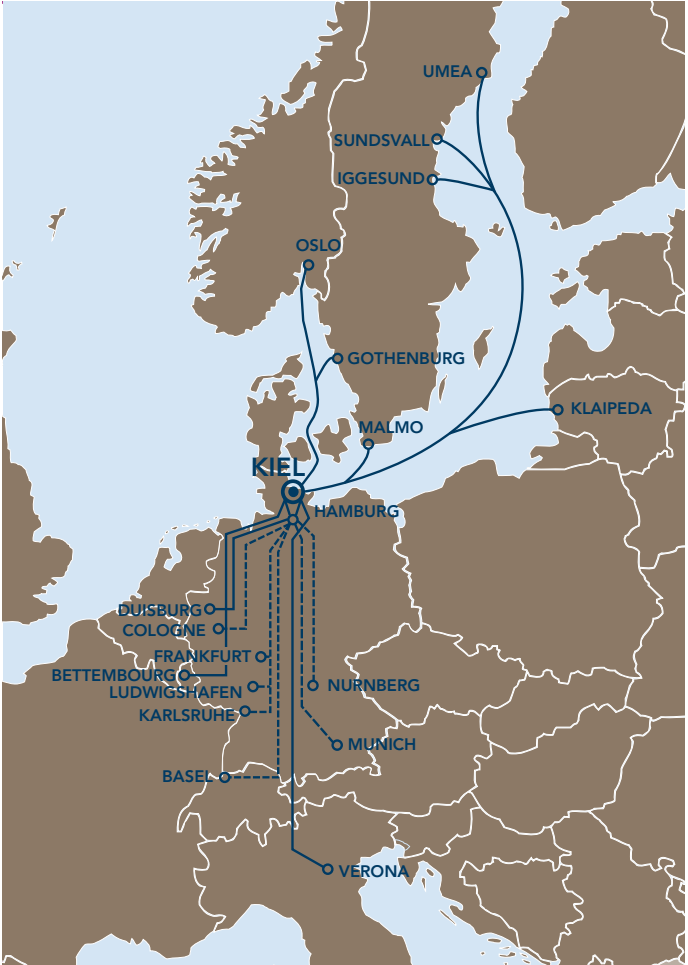 UMEA
SUNDSVALL
IGGESUND
OSLO
GOTHENBURG
KLAIPEDA
MALMO
KIEL
HAMBURG
DUISBURG
COLOGNE
FRANKFURT
BETTEMBOURG
NURNBERG
LUDWIGSHAFEN
KARLSRUHE
MUNICH
BASEL
VERONA